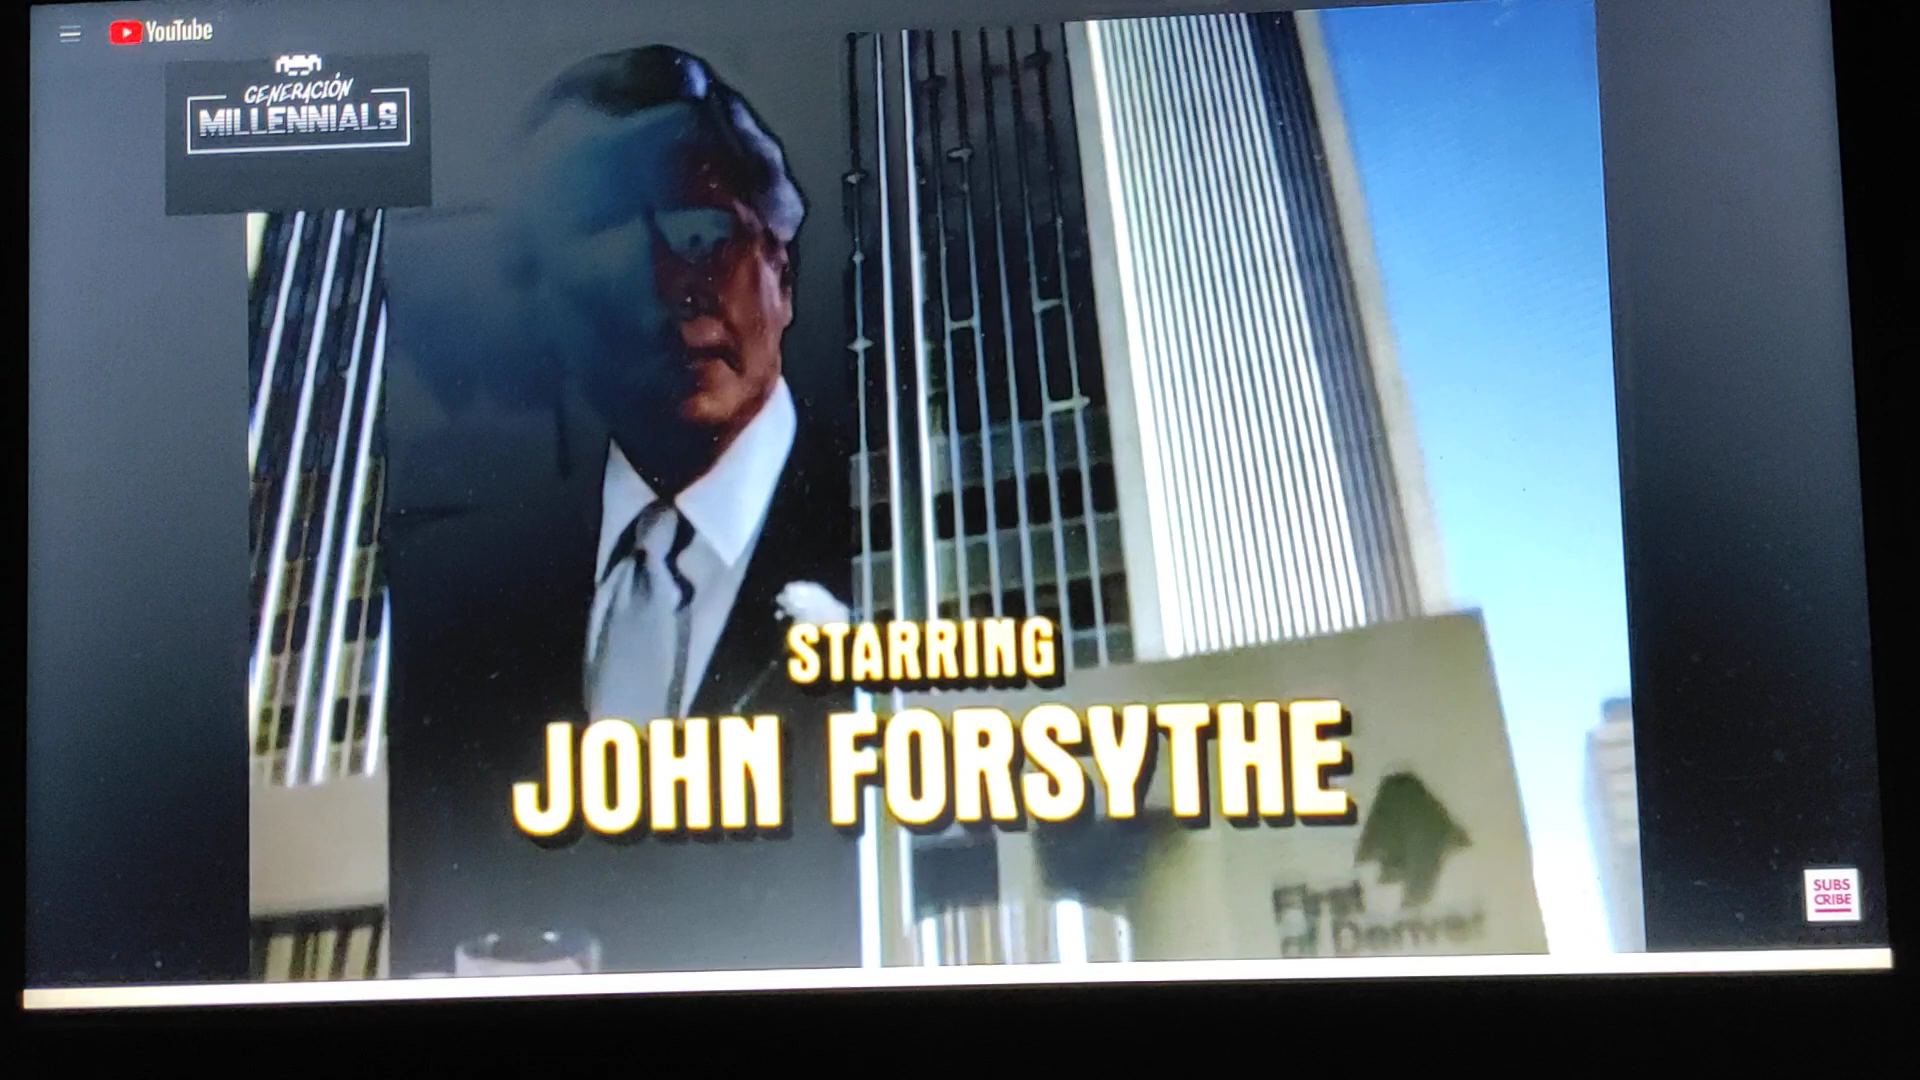 YouTube
GENERACIÓN
MILLENNIALS
STARRING
JOHN FORSYTHE
First
of Denver
SUBS
CRIBE